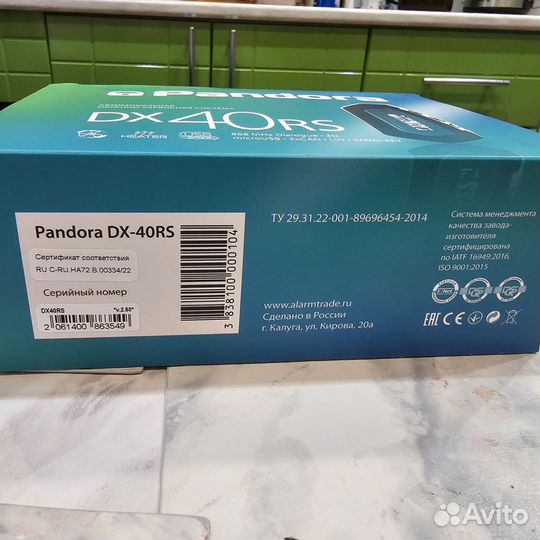 Pandora
DX40RS
HEATER
USB
868 MHz Dialogue • 3G
microUSB • 2xCAN • LIN • IMMO-KEY
Pandora DX-40RS
Сертификат соответствия
RU C-RU.HA72.B.00334/22
Серийный номер
DX40RS "v.2.60"
2 061400 863549
3 838100 000104
ТУ 29.31.22-001-89696454-2014
www.alarmtrade.ru
Сделано в России
г. Калуга, ул. Кирова, 20а
Система менеджмента
качества завода-
изготовителя
сертифицирована
по IATF 16949:2016,
ISO 9001:2015
EAC CE
Avito